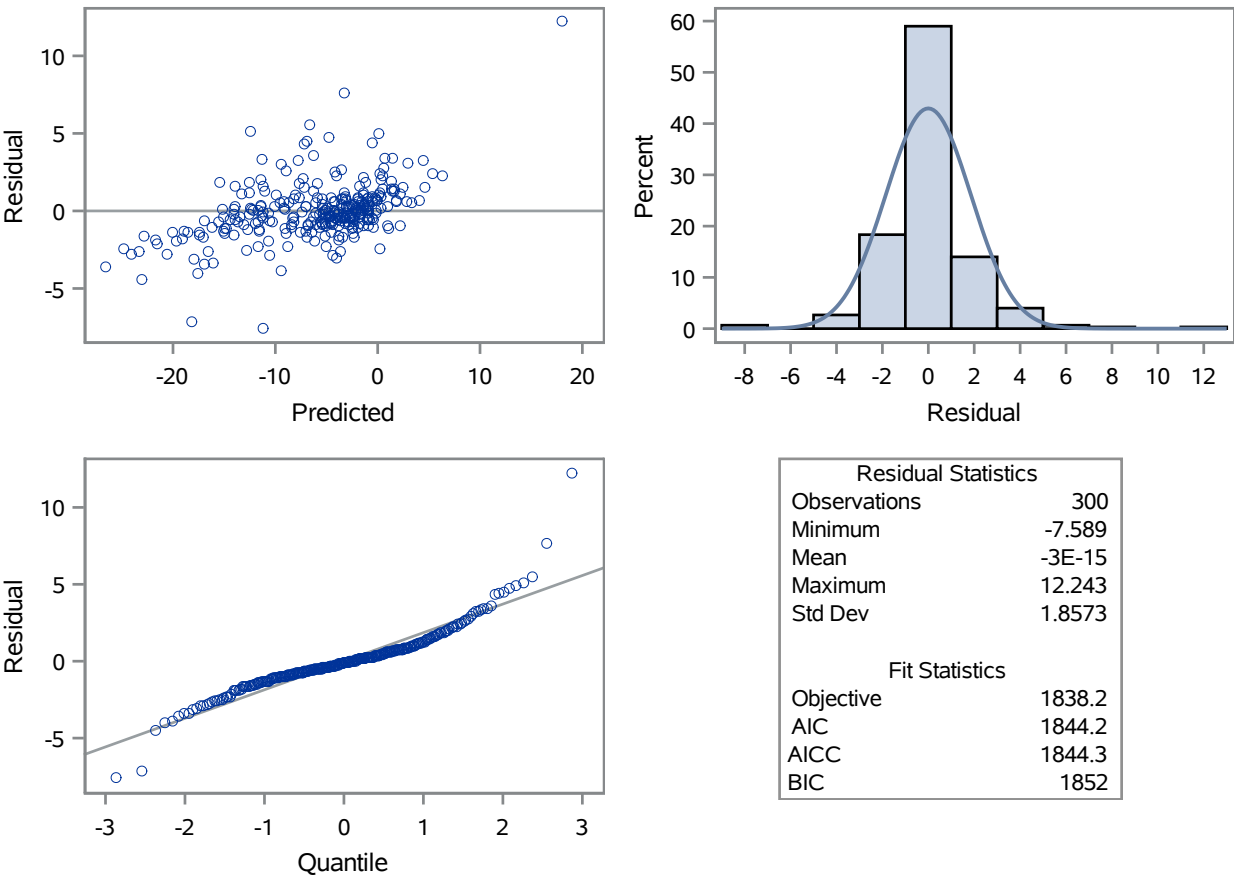 10
5
0
-5
Residual
-20 -10 0 10 20
Predicted
60
50
40
30
20
10
0
Percent
-8 -6 -4 -2 0 2 4 6 8 10 12
Residual
10
5
0
-5
Residual
-3 -2 -1 0 1 2 3
Quantile
Residual Statistics
Observations 300
Minimum -7.589
Mean -3E-15
Maximum 12.243
Std Dev 1.8573
Fit Statistics
Objective 1838.2
AIC 1844.2
AICC 1844.3
BIC 1852